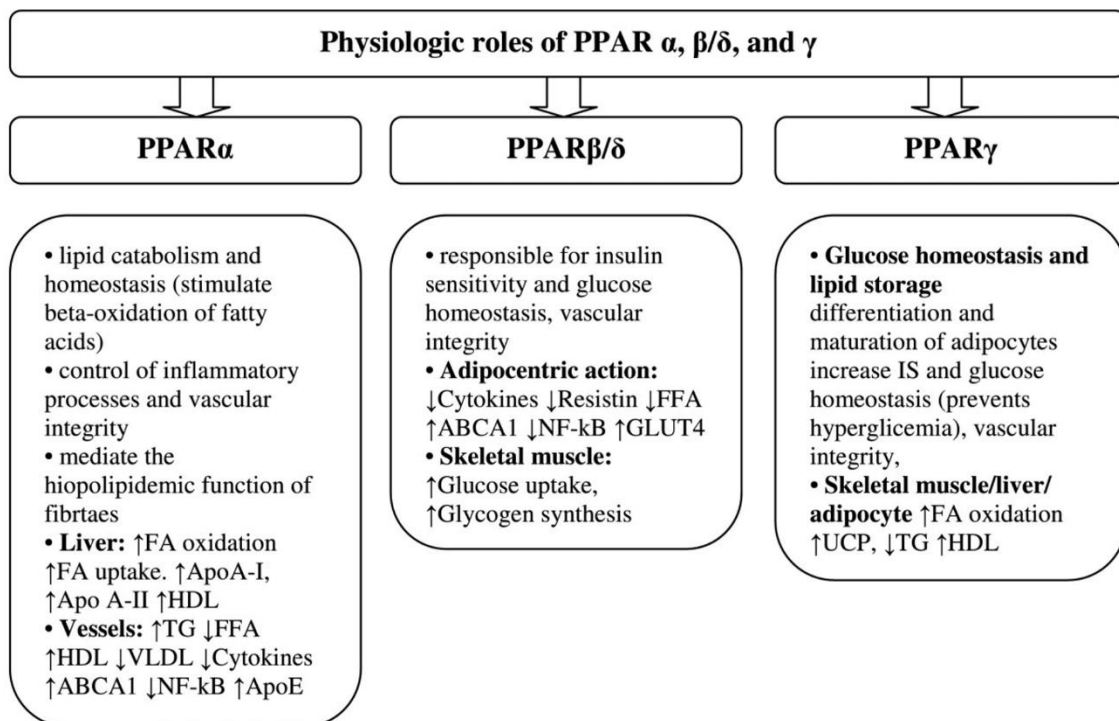 Physiologic roles of PPAR α, β/δ, and γ
PPARα
• lipid catabolism and
homeostasis (stimulate
beta-oxidation of fatty
acids)
• control of inflammatory
processes and vascular
integrity
• mediate the
hiopolipidemic function of
fibrtaes
• Liver: ↑FA oxidation
↑FA uptake. ↑ApoA-I,
↑Apo A-II ↑HDL
• Vessels: ↑TG ↓FFA
↑HDL ↓VLDL ↓Cytokines
↑ABCA1 ↓NF-kB ↑ApoE
PPARβ/δ
• responsible for insulin
sensitivity and glucose
homeostasis, vascular
integrity
• Adipocentric action:
↓Cytokines ↓Resistin ↓FFA
↑ABCA1 ↓NF-kB ↑GLUT4
• Skeletal muscle:
↑Glucose uptake,
↑Glycogen synthesis
PPARγ
• Glucose homeostasis and
lipid storage
differentiation and
maturation of adipocytes
increase IS and glucose
homeostasis (prevents
hyperglicemia), vascular
integrity,
• Skeletal muscle/liver/
adipocyte ↑FA oxidation
↑UCP, ↓TG ↑HDL